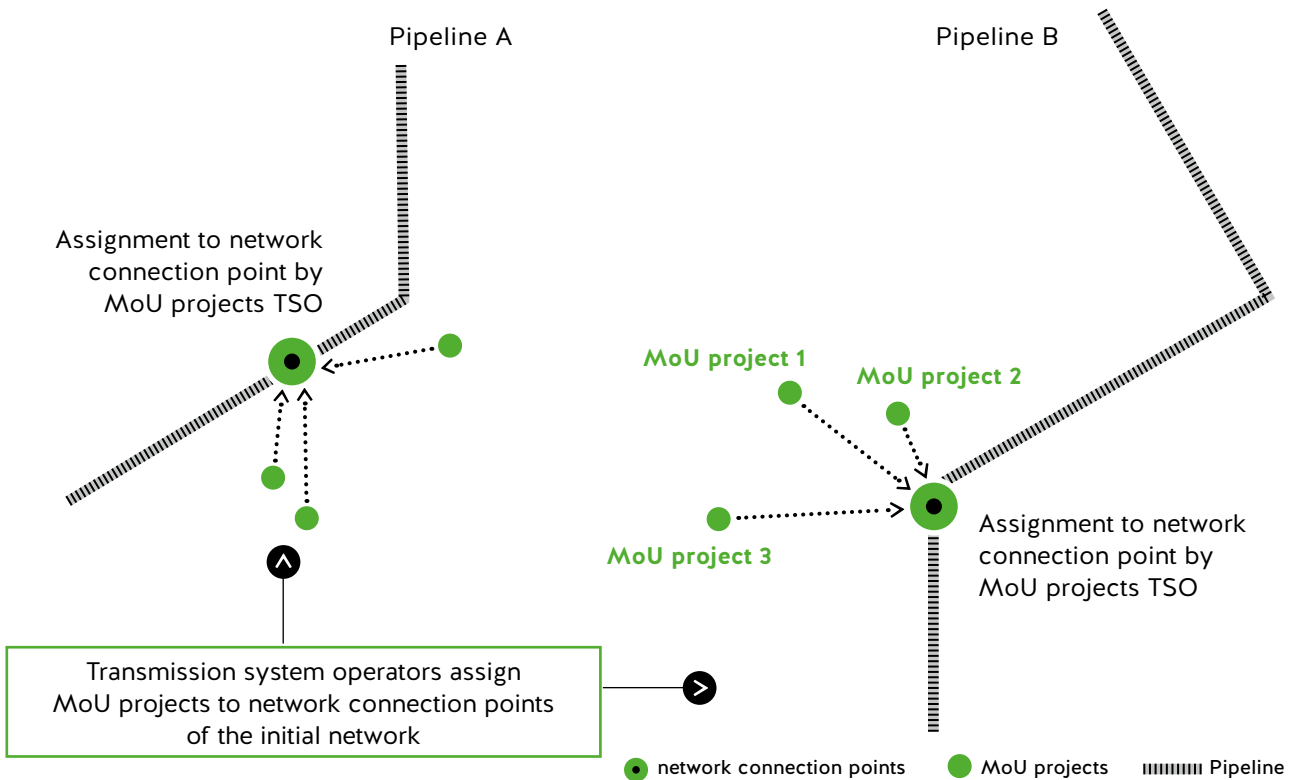 Pipeline A
Pipeline B
Assignment to network
connection point by
MoU projects TSO
MoU project 1
MoU project 2
MoU project 3
Assignment to network
connection point by
MoU projects TSO
Transmission system operators assign
MoU projects to network connection points
of the initial network
network connection points
MoU projects
Pipeline